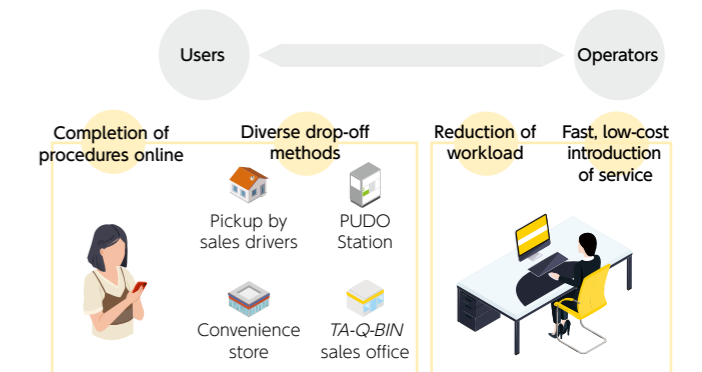 Users
Operators
Completion of
procedures online
Diverse drop-off
methods
Reduction of
workload
Fast, low-cost
introduction
of service
Pickup by
sales drivers
PUDO
Station
Convenience
store
TA-Q-BIN
sales office